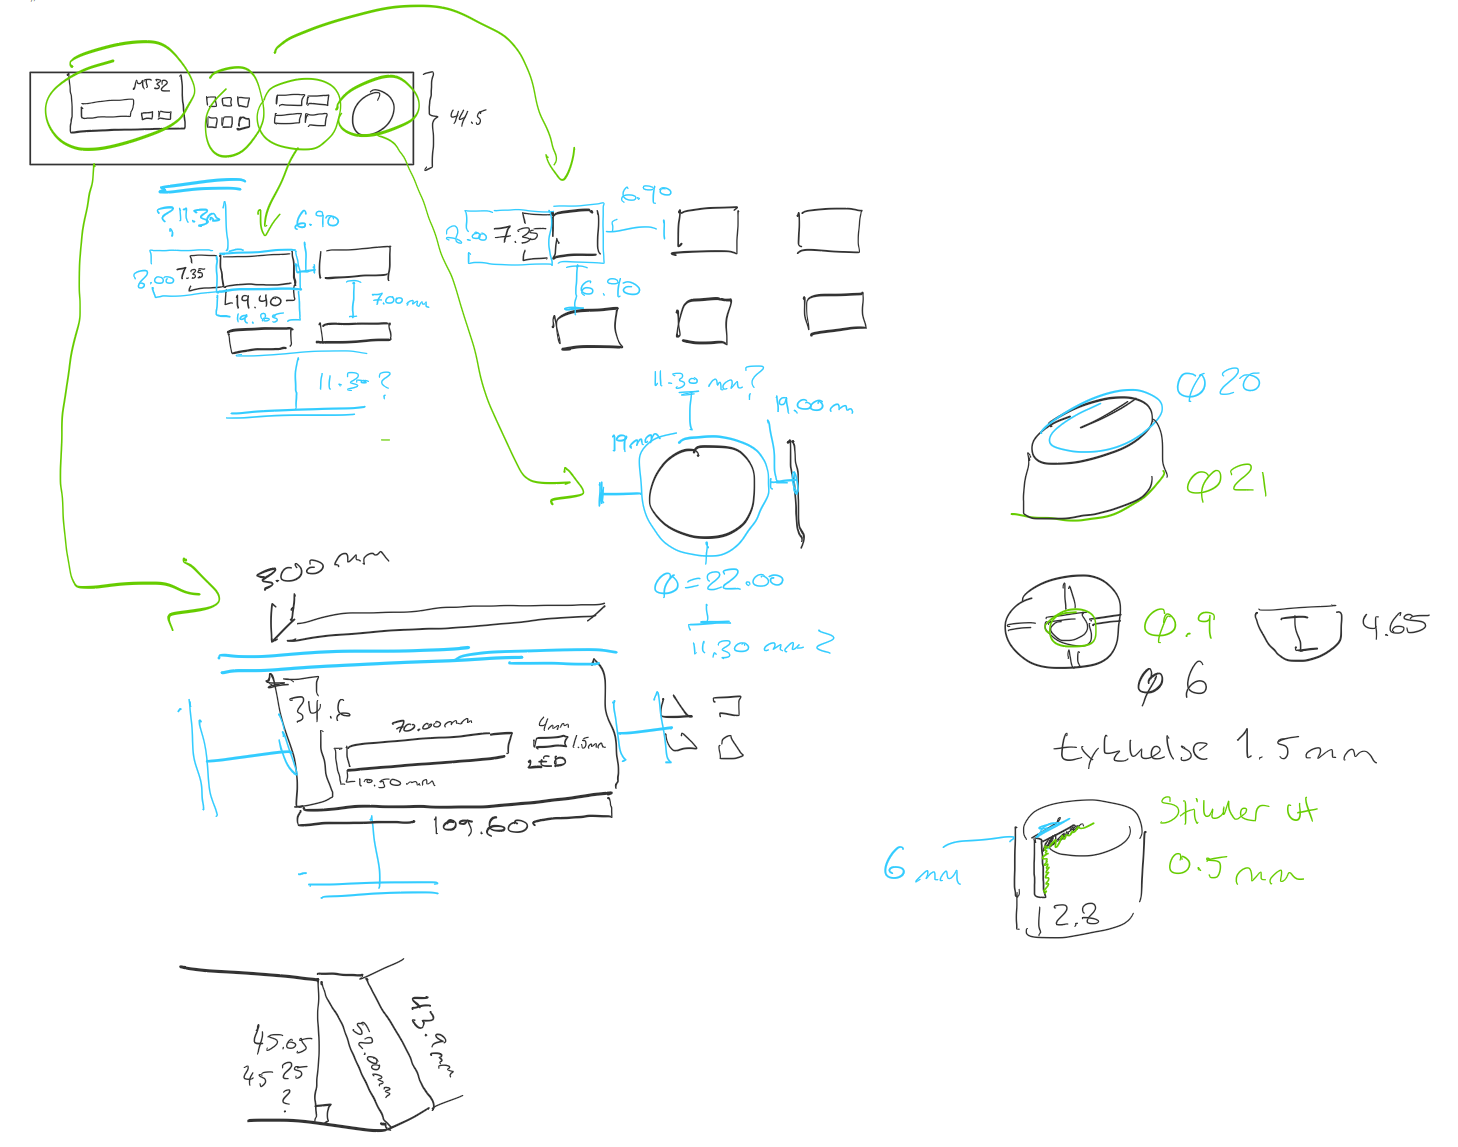 MT32
44.5
? 11.30
6.90
8.00
7.35
19.40
19.85
7.00 mm
11.30 ?
6.90
8.00
7.35
6.90
11.30 mm?
19.00 m
19 mm
Ø = 22.00
11.30 mm ?
3.00 mm
34.6
70.00 mm
10.50 mm
4mm
1.5mm
LED
109.60
45.05
45 25
?
52.00mm
43.9 mm
Ø 20
Ø 21
Ø.9
Ø 6
4.65
tykkelse 1.5 mm
Stikker ut
0.5 mm
6 mm
12.8